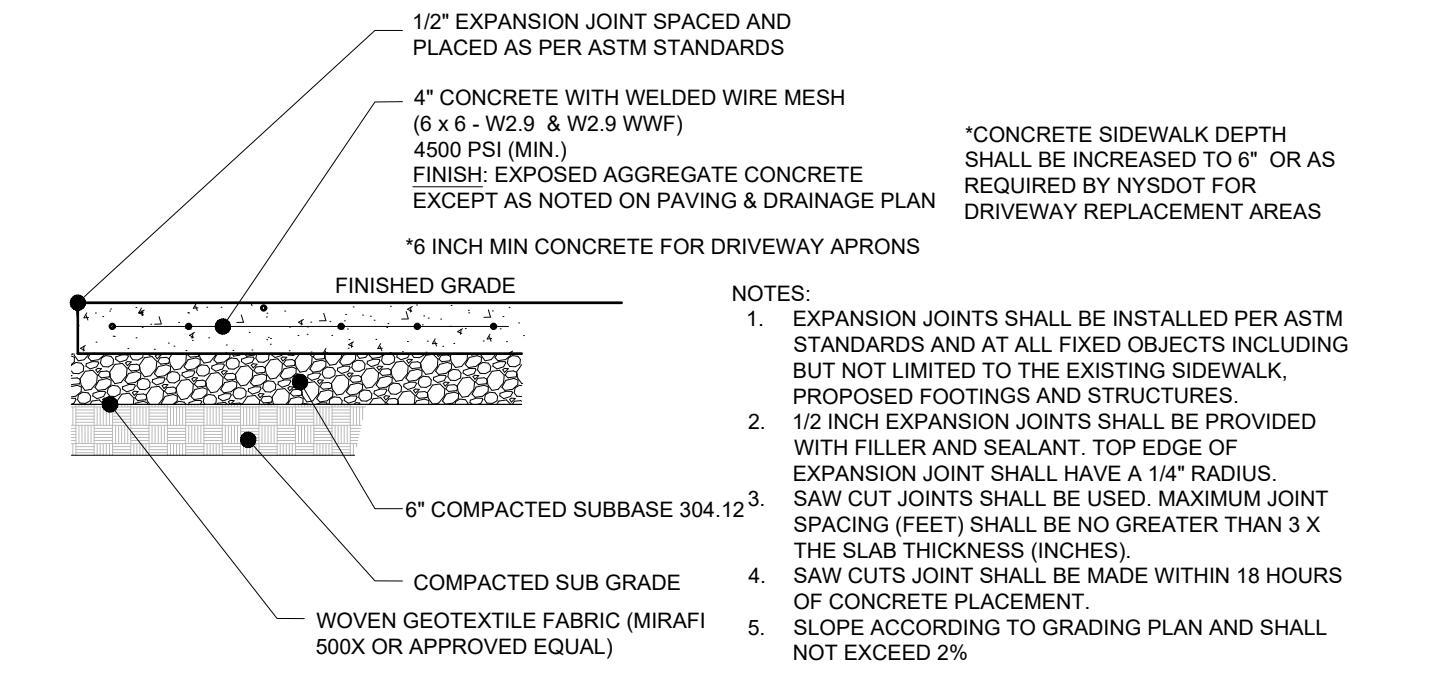 1/2" EXPANSION JOINT SPACED AND
PLACED AS PER ASTM STANDARDS
4" CONCRETE WITH WELDED WIRE MESH
(6 x 6 - W2.9 & W2.9 WWF)
4500 PSI (MIN.)
FINISH: EXPOSED AGGREGATE CONCRETE
EXCEPT AS NOTED ON PAVING & DRAINAGE PLAN
*CONCRETE SIDEWALK DEPTH
SHALL BE INCREASED TO 6" OR AS
REQUIRED BY NYSDOT FOR
DRIVEWAY REPLACEMENT AREAS
*6 INCH MIN CONCRETE FOR DRIVEWAY APRONS
FINISHED GRADE
6" COMPACTED SUBBASE 304.12
COMPACTED SUB GRADE
WOVEN GEOTEXTILE FABRIC (MIRAFI
500X OR APPROVED EQUAL)
NOTES:
1. EXPANSION JOINTS SHALL BE INSTALLED PER ASTM
STANDARDS AND AT ALL FIXED OBJECTS INCLUDING
BUT NOT LIMITED TO THE EXISTING SIDEWALK,
PROPOSED FOOTINGS AND STRUCTURES.
2. 1/2 INCH EXPANSION JOINTS SHALL BE PROVIDED
WITH FILLER AND SEALANT. TOP EDGE OF
EXPANSION JOINT SHALL HAVE A 1/4" RADIUS.
3. SAW CUT JOINTS SHALL BE USED. MAXIMUM JOINT
SPACING (FEET) SHALL BE NO GREATER THAN 3 X
THE SLAB THICKNESS (INCHES).
4. SAW CUTS JOINT SHALL BE MADE WITHIN 18 HOURS
OF CONCRETE PLACEMENT.
5. SLOPE ACCORDING TO GRADING PLAN AND SHALL
NOT EXCEED 2%